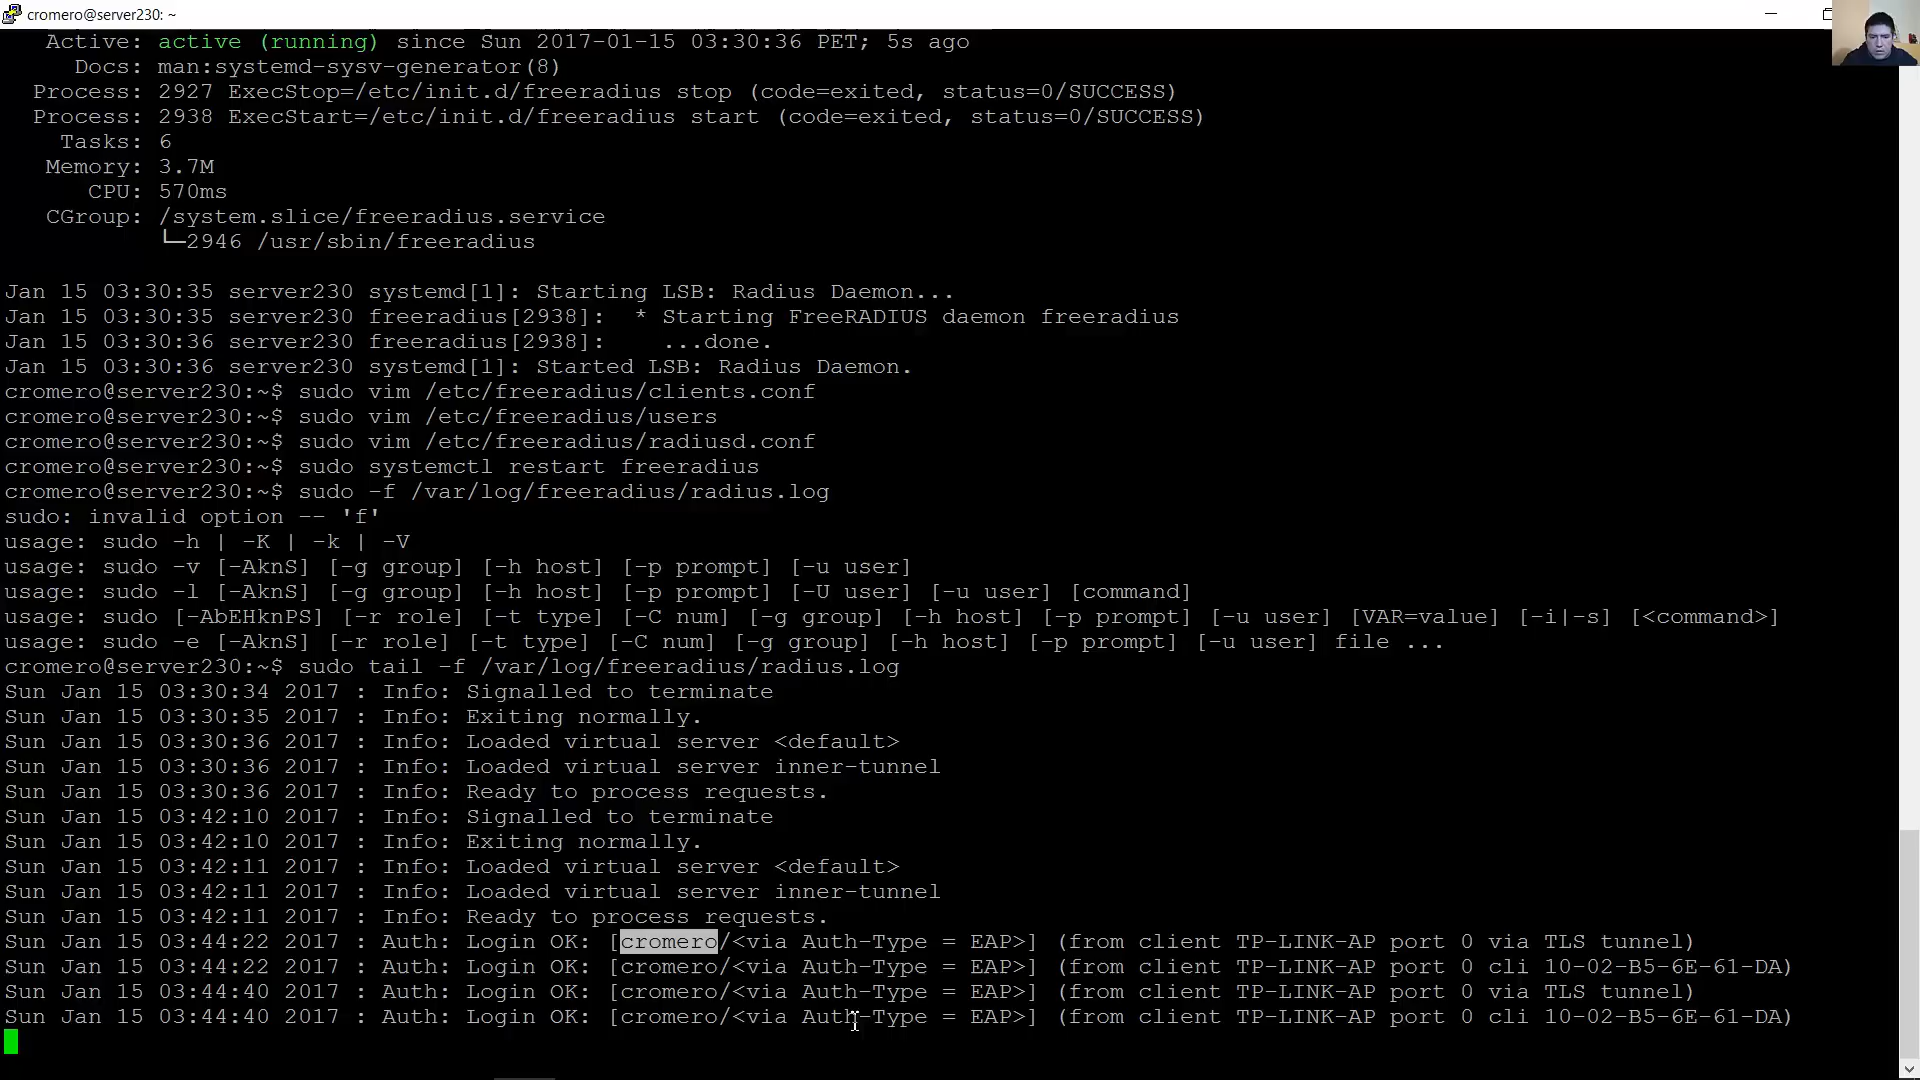 cromero@server230: ~
Active: active (running) since Sun 2017-01-15 03:30:36 PET; 5s ago
Docs: man:systemd-sysv-generator(8)
Process: 2927 ExecStop=/etc/init.d/freeradius stop (code=exited, status=0/SUCCESS)
Process: 2938 ExecStart=/etc/init.d/freeradius start (code=exited, status=0/SUCCESS)
Tasks: 6
Memory: 3.7M
CPU: 570ms
CGroup: /system.slice/freeradius.service
└─2946 /usr/sbin/freeradius
Jan 15 03:30:35 server230 systemd[1]: Starting LSB: Radius Daemon...
Jan 15 03:30:35 server230 freeradius[2938]:  * Starting FreeRADIUS daemon freeradius
Jan 15 03:30:36 server230 freeradius[2938]:    ...done.
Jan 15 03:30:36 server230 systemd[1]: Started LSB: Radius Daemon.
cromero@server230:~$ sudo vim /etc/freeradius/clients.conf
cromero@server230:~$ sudo vim /etc/freeradius/users
cromero@server230:~$ sudo vim /etc/freeradius/radiusd.conf
cromero@server230:~$ sudo systemctl restart freeradius
cromero@server230:~$ sudo -f /var/log/freeradius/radius.log
sudo: invalid option -- 'f'
usage: sudo -h | -K | -k | -V
usage: sudo -v [-AknS] [-g group] [-h host] [-p prompt] [-u user]
usage: sudo -l [-AknS] [-g group] [-h host] [-p prompt] [-U user] [-u user] [command]
usage: sudo [-AbEHknPS] [-r role] [-t type] [-C num] [-g group] [-h host] [-p prompt] [-u user] [VAR=value] [-i|-s] [<command>]
usage: sudo -e [-AknS] [-r role] [-t type] [-C num] [-g group] [-h host] [-p prompt] [-u user] file ...
cromero@server230:~$ sudo tail -f /var/log/freeradius/radius.log
Sun Jan 15 03:30:34 2017 : Info: Signalled to terminate
Sun Jan 15 03:30:35 2017 : Info: Exiting normally.
Sun Jan 15 03:30:36 2017 : Info: Loaded virtual server <default>
Sun Jan 15 03:30:36 2017 : Info: Loaded virtual server inner-tunnel
Sun Jan 15 03:30:36 2017 : Info: Ready to process requests.
Sun Jan 15 03:42:10 2017 : Info: Signalled to terminate
Sun Jan 15 03:42:10 2017 : Info: Exiting normally.
Sun Jan 15 03:42:11 2017 : Info: Loaded virtual server <default>
Sun Jan 15 03:42:11 2017 : Info: Loaded virtual server inner-tunnel
Sun Jan 15 03:42:11 2017 : Info: Ready to process requests.
Sun Jan 15 03:44:22 2017 : Auth: Login OK: [cromero/<via Auth-Type = EAP>] (from client TP-LINK-AP port 0 via TLS tunnel)
Sun Jan 15 03:44:22 2017 : Auth: Login OK: [cromero/<via Auth-Type = EAP>] (from client TP-LINK-AP port 0 cli 10-02-B5-6E-61-DA)
Sun Jan 15 03:44:40 2017 : Auth: Login OK: [cromero/<via Auth-Type = EAP>] (from client TP-LINK-AP port 0 via TLS tunnel)
Sun Jan 15 03:44:40 2017 : Auth: Login OK: [cromero/<via Auth-Type = EAP>] (from client TP-LINK-AP port 0 cli 10-02-B5-6E-61-DA)